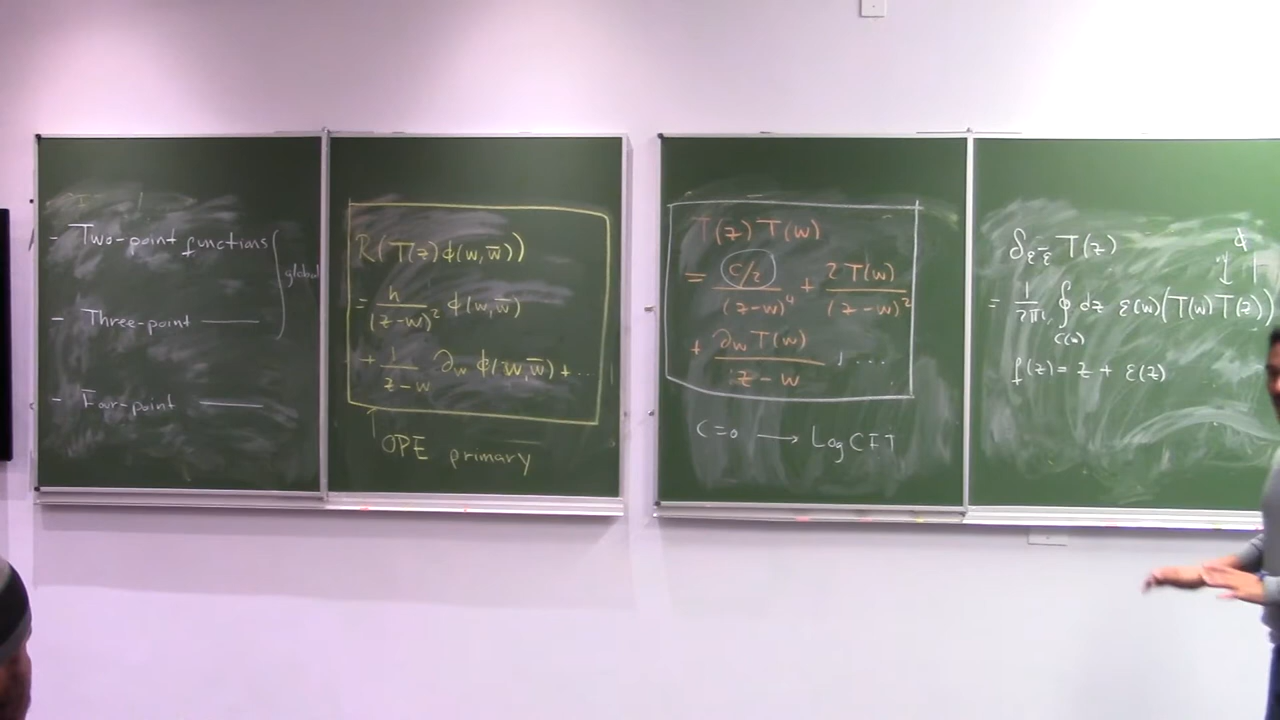 - Two-point functions
global
- Three-point ———
- Four-point ———
R(T(z)φ(w,w̄))
= h/(z-w)² φ(w,w̄)
+ 1/(z-w) ∂_w φ(w,w̄) + ...
OPE primary
T(z)T(w)
= (c/2)/(z-w)⁴ + 2T(w)/(z-w)²
+ ∂_w T(w)/(z-w) + ...
C=0 → Log CFT
δ_{ε ε̄} T(z)
φ
= 1/2πi ∮_{C(w)} dz ε(w)(T(w)T(z))
f(z) = z + ε(z)